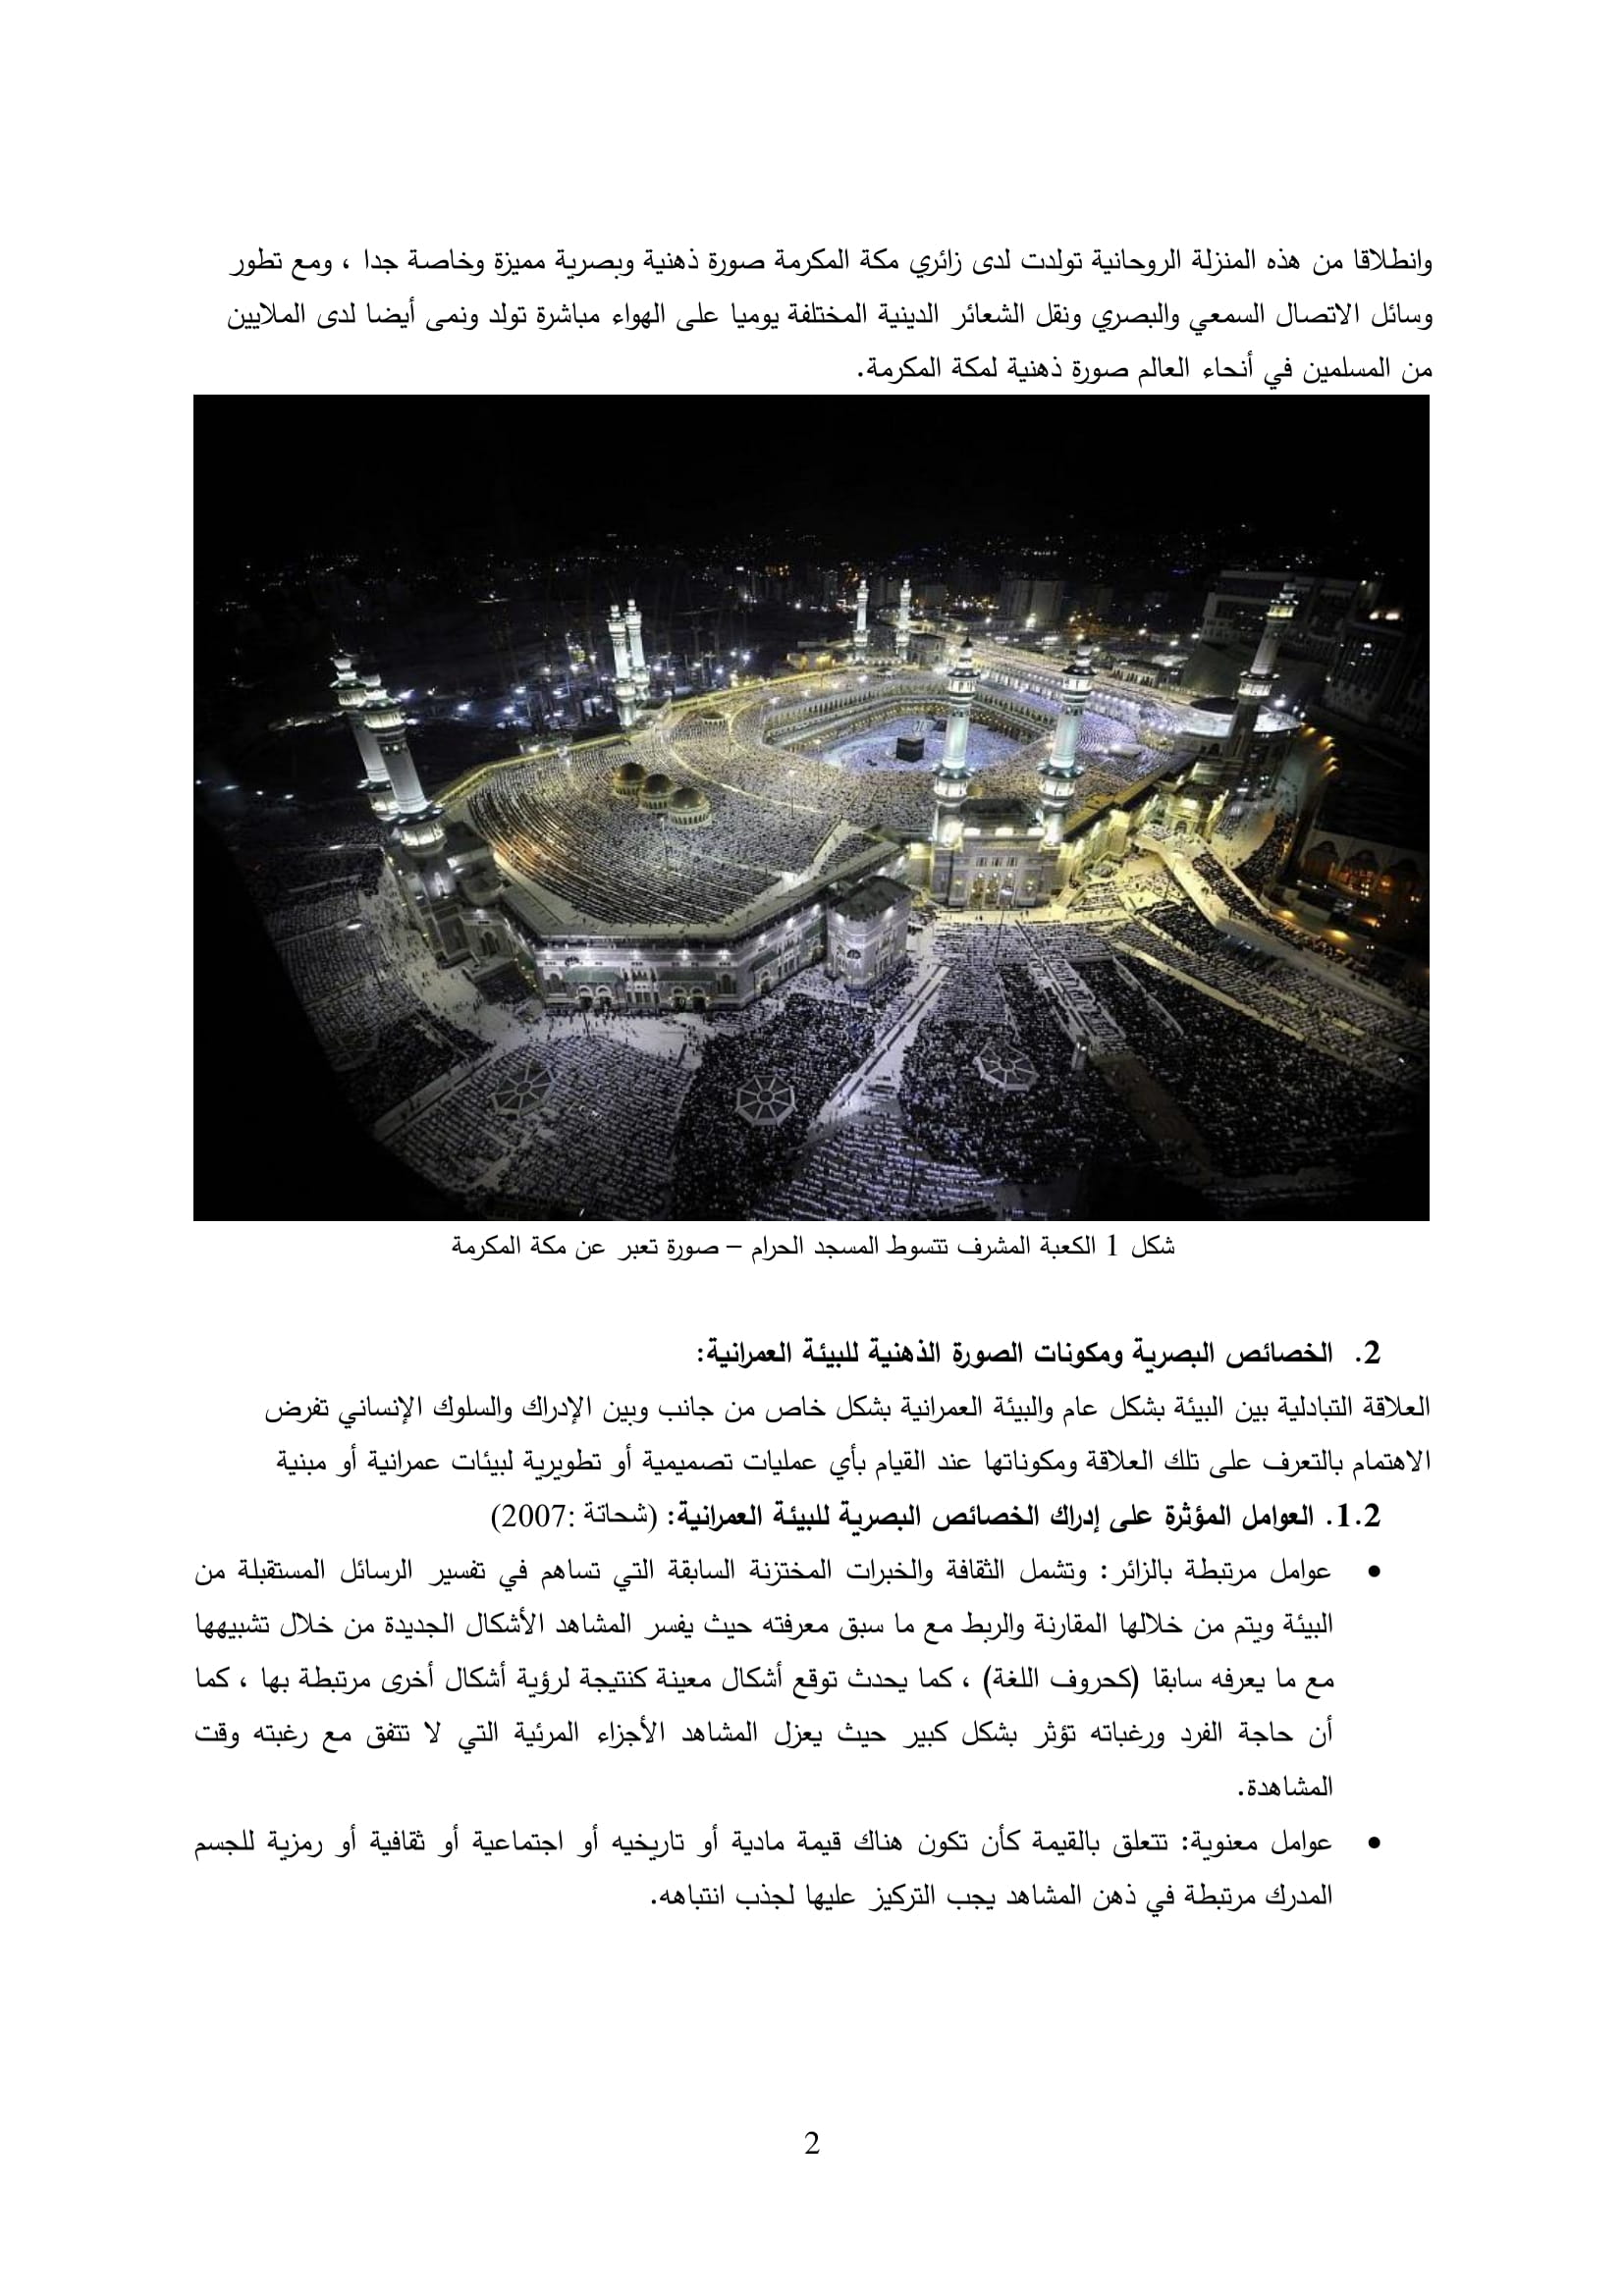 وانطلاقا من هذه المنزلة الروحانية تولدت لدى زائري مكة المكرمة صورة ذهنية وبصرية مميزة وخاصة جدا ، ومع تطور
وسائل الاتصال السمعي والبصري ونقل الشعائر الدينية المختلفة يوميا على الهواء مباشرة تولد ونمى أيضا لدى الملايين
من المسلمين في أنحاء العالم صورة ذهنية لمكة المكرمة.
شكل 1 الكعبة المشرف تتسوط المسجد الحرام – صورة تعبر عن مكة المكرمة
2. الخصائص البصرية ومكونات الصورة الذهنية للبيئة العمرانية:
العلاقة التبادلية بين البيئة بشكل عام والبيئة العمرانية بشكل خاص من جانب وبين الإدراك والسلوك الإنساني تفرض
الاهتمام بالتعرف على تلك العلاقة ومكوناتها عند القيام بأي عمليات تصميمية أو تطويرية لبيئات عمرانية أو مبنية
1.2. العوامل المؤثرة على إدراك الخصائص البصرية للبيئة العمرانية: (شحاتة :2007)
• عوامل مرتبطة بالزائر: وتشمل الثقافة والخبرات المختزنة السابقة التي تساهم في تفسير الرسائل المستقبلة من
البيئة ويتم من خلالها المقارنة والربط مع ما سبق معرفته حيث يفسر المشاهد الأشكال الجديدة من خلال تشبيهها
مع ما يعرفه سابقا (كحروف اللغة) ، كما يحدث توقع أشكال معينة كنتيجة لرؤية أشكال أخرى مرتبطة بها ، كما
أن حاجة الفرد ورغباته تؤثر بشكل كبير حيث يعزل المشاهد الأجزاء المرئية التي لا تتفق مع رغبته وقت
المشاهدة.
• عوامل معنوية: تتعلق بالقيمة كأن تكون هناك قيمة مادية أو تاريخيه أو اجتماعية أو ثقافية أو رمزية للجسم
المدرك مرتبطة في ذهن المشاهد يجب التركيز عليها لجذب انتباهه.
2